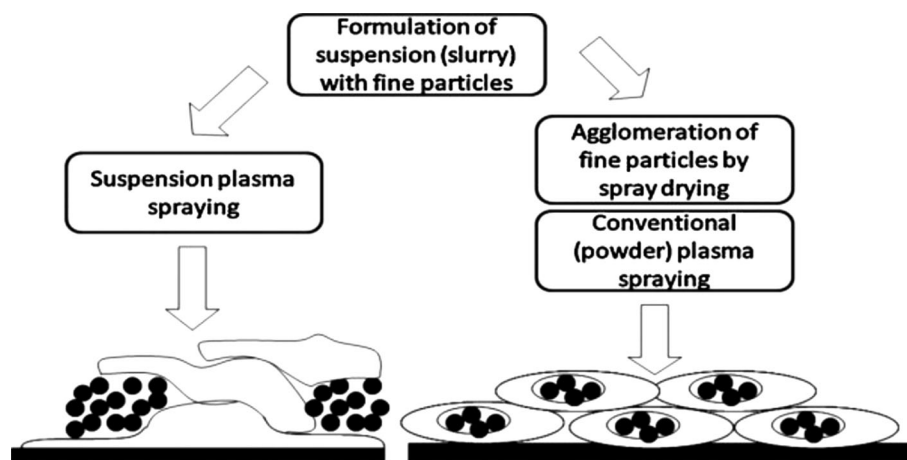 Formulation of
suspension (slurry)
with fine particles
Suspension plasma
spraying
Agglomeration of
fine particles by
spray drying
Conventional
(powder) plasma
spraying